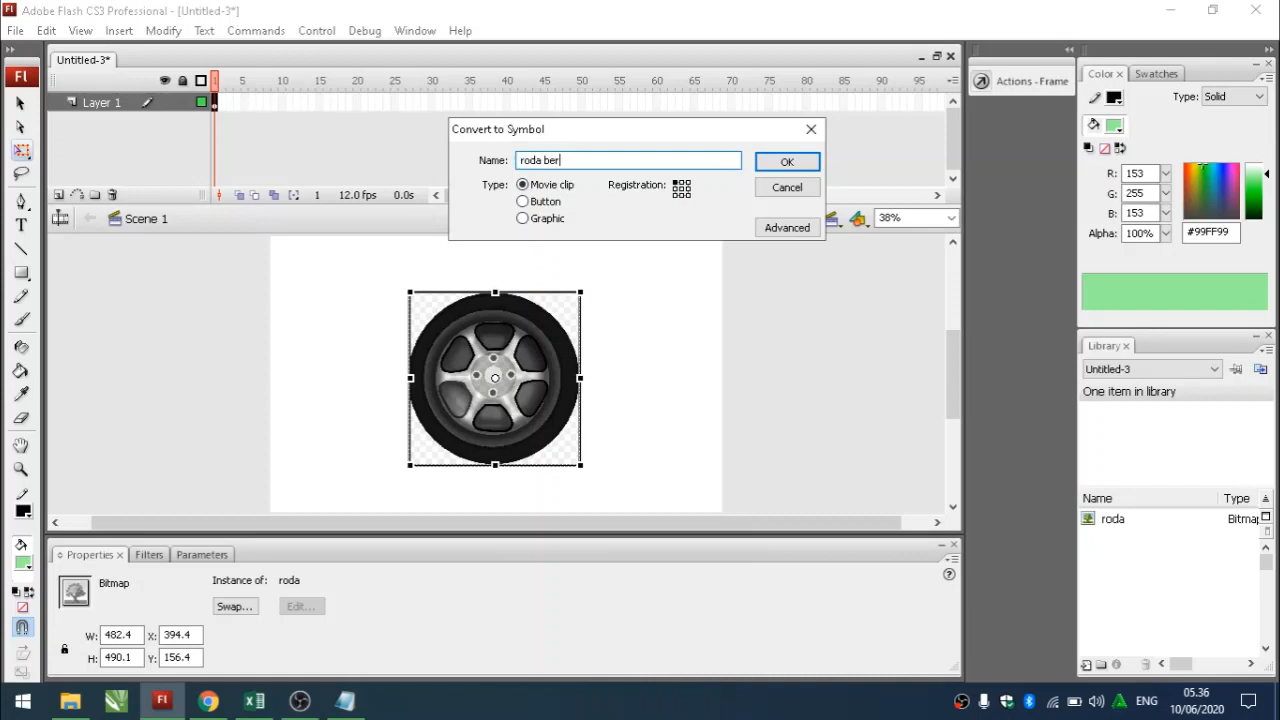 Adobe Flash CS3 Professional - [Untitled-3*]
File Edit View Insert Modify Text Commands Control Debug Window Help
Untitled-3*
1 5 10 15 20 25 30 35 40 45 50 55 60 65 70 75 80 85 90 95
Layer 1
1 12.0 fps 0.0s
Scene 1
38%
Convert to Symbol
Name: roda ber
OK
Type: Movie clip
Registration:
Cancel
Button
Graphic
Advanced
Actions - Frame
Color Swatches
Type: Solid
R: 153
G: 255
B: 153
Alpha: 100%
#99FF99
Library
Untitled-3
One item in library
Name Type
roda Bitma
Properties Filters Parameters
Bitmap
Instance of: roda
Swap... Edit...
W: 482.4 X: 394.4
H: 490.1 Y: 156.4
Fl
Fl
Fl
ENG
05.36
10/06/2020